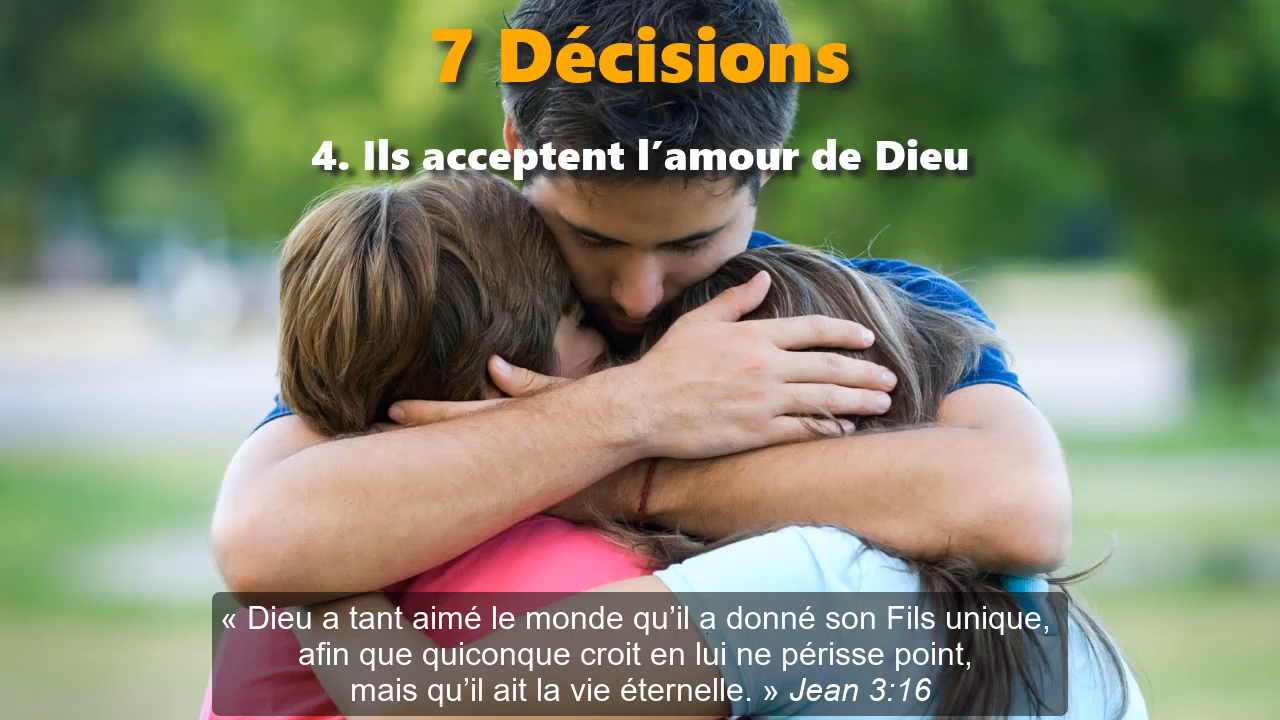 7 Décisions
4. Ils acceptent l’amour de Dieu
« Dieu a tant aimé le monde qu’il a donné son Fils unique,
afin que quiconque croit en lui ne périsse point,
mais qu’il ait la vie éternelle. » Jean 3:16